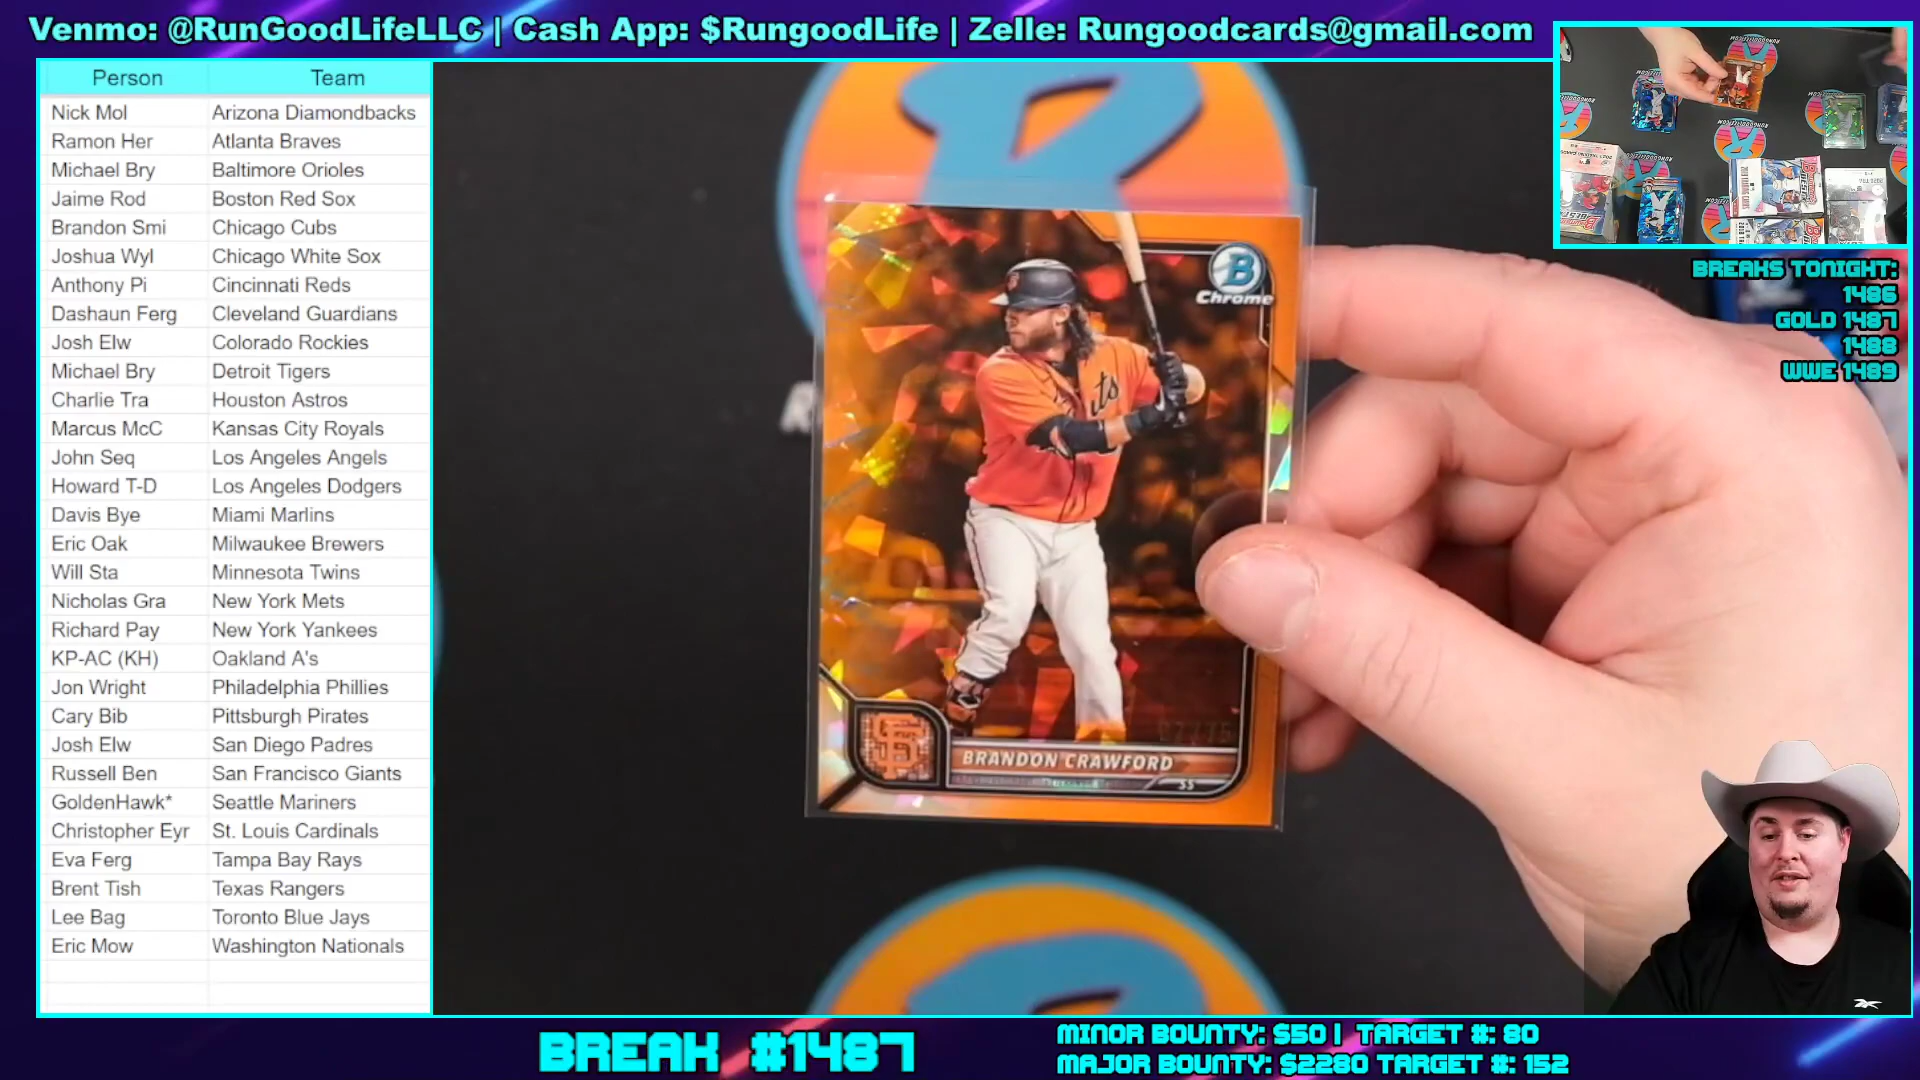 Venmo: @RunGoodLifeLLC | Cash App: $RungoodLife | Zelle: Rungoodcards@gmail.com
Person Team
Nick Mol Arizona Diamondbacks
Ramon Her Atlanta Braves
Michael Bry Baltimore Orioles
Jaime Rod Boston Red Sox
Brandon Smi Chicago Cubs
Joshua Wyl Chicago White Sox
Anthony Pi Cincinnati Reds
Dashaun Ferg Cleveland Guardians
Josh Elw Colorado Rockies
Michael Bry Detroit Tigers
Charlie Tra Houston Astros
Marcus McC Kansas City Royals
John Seq Los Angeles Angels
Howard T-D Los Angeles Dodgers
Davis Bye Miami Marlins
Eric Oak Milwaukee Brewers
Will Sta Minnesota Twins
Nicholas Gra New York Mets
Richard Pay New York Yankees
KP-AC (KH) Oakland A's
Jon Wright Philadelphia Phillies
Cary Bib Pittsburgh Pirates
Josh Elw San Diego Padres
Russell Ben San Francisco Giants
GoldenHawk* Seattle Mariners
Christopher Eyr St. Louis Cardinals
Eva Ferg Tampa Bay Rays
Brent Tish Texas Rangers
Lee Bag Toronto Blue Jays
Eric Mow Washington Nationals
B
Chrome
SF
BRANDON CRAWFORD
SS
BREAKS TONIGHT:
1486
GOLD 1487
1488
WWE 1489
BREAK #1487
MINOR BOUNTY: $50 | TARGET #: 80
MAJOR BOUNTY: $2280 TARGET #: 152